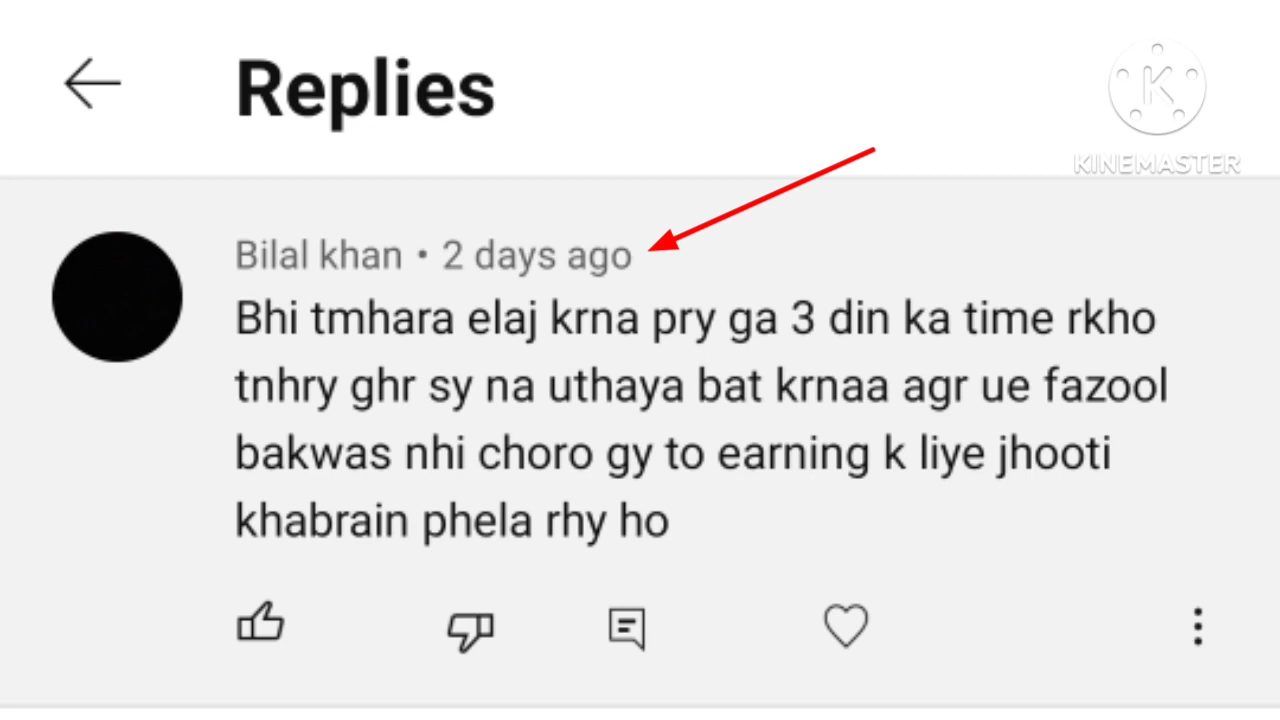 Replies
KINEMASTER
Bilal khan • 2 days ago
Bhi tmhara elaj krna pry ga 3 din ka time rkho
tnhry ghr sy na uthaya bat krnaa agr ue fazool
bakwas nhi choro gy to earning k liye jhooti
khabrain phela rhy ho